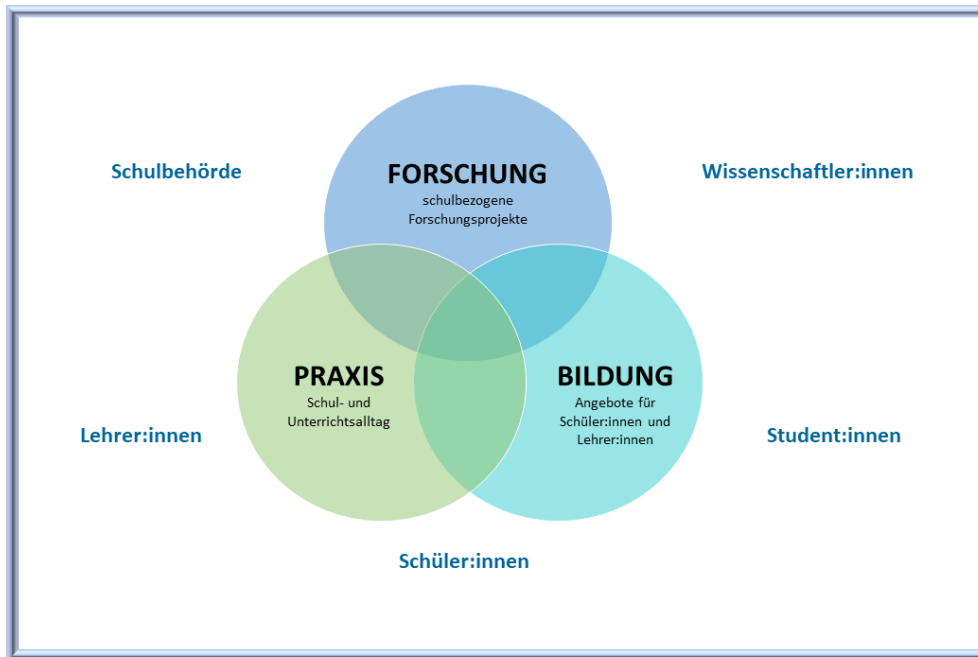 Schulbehörde
FORSCHUNG
schulbezogene
Forschungsprojekte
Wissenschaftler:innen
PRAXIS
Schul- und
Unterrichtsalltag
BILDUNG
Angebote für
Schüler:innen und
Lehrer:innen
Lehrer:innen
Student:innen
Schüler:innen